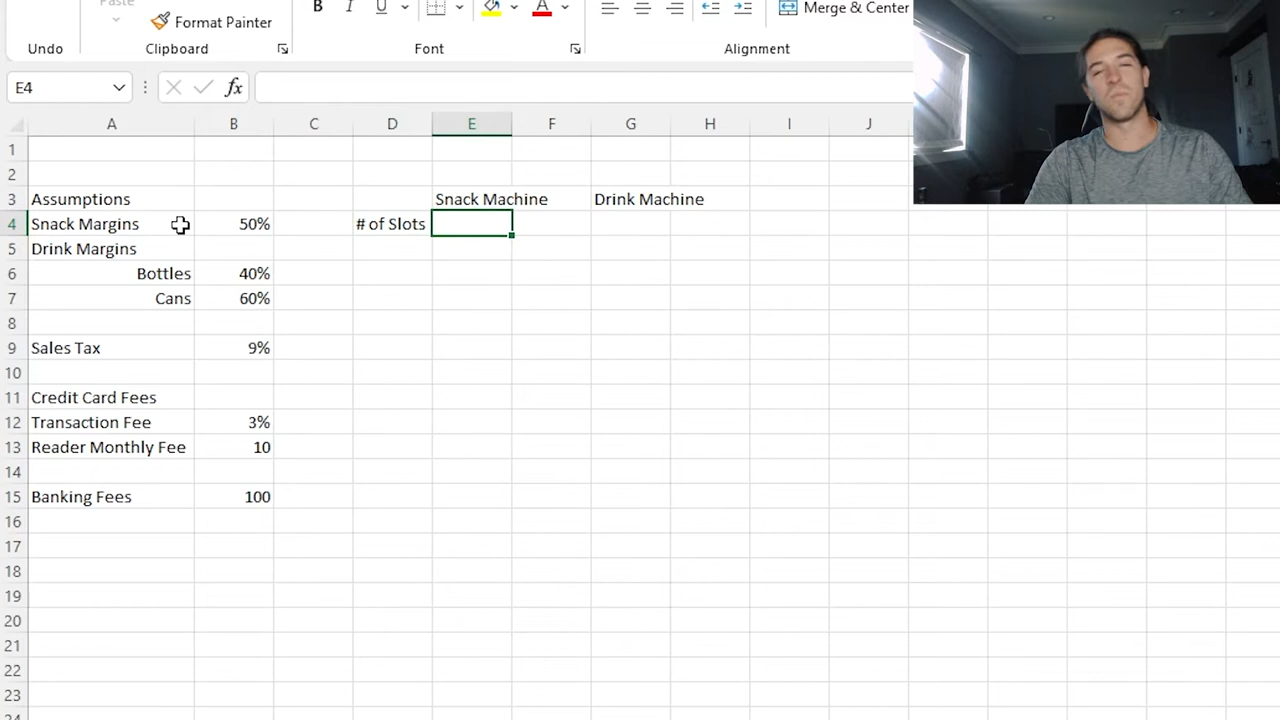 Paste
Format Painter
B I U A
Merge & Center
Undo Clipboard Font Alignment
E4 fx
A B C D E F G H I J
1
2
3 Assumptions Snack Machine Drink Machine
4 Snack Margins 50% # of Slots
5 Drink Margins
6 Bottles 40%
7 Cans 60%
8
9 Sales Tax 9%
10
11 Credit Card Fees
12 Transaction Fee 3%
13 Reader Monthly Fee 10
14
15 Banking Fees 100
16
17
18
19
20
21
22
23
24